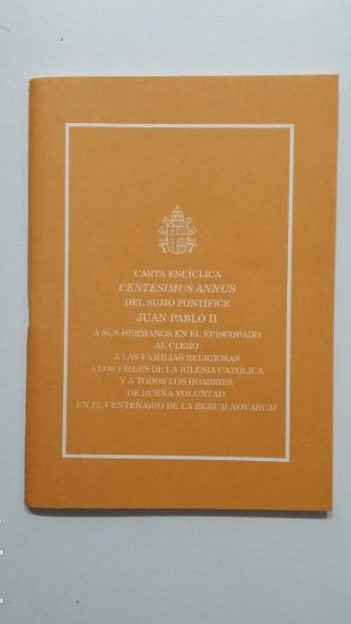 CARTA ENCÍCLICA
CENTESIMUS ANNUS
DEL SUMO PONTÍFICE
JUAN PABLO II
A SUS HERMANOS EN EL EPISCOPADO
AL CLERO
A LAS FAMILIAS RELIGIOSAS
A LOS FIELES DE LA IGLESIA CATÓLICA
Y A TODOS LOS HOMBRES
DE BUENA VOLUNTAD
EN EL CENTENARIO DE LA RERUM NOVARUM